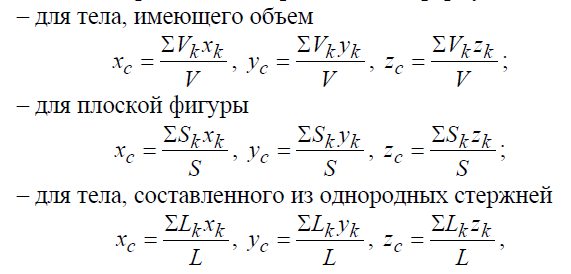 – для тела, имеющего объем
x_c = ΣV_k x_k / V , y_c = ΣV_k y_k / V , z_c = ΣV_k z_k / V ;
– для плоской фигуры
x_c = ΣS_k x_k / S , y_c = ΣS_k y_k / S , z_c = ΣS_k z_k / S ;
– для тела, составленного из однородных стержней
x_c = ΣL_k x_k / L , y_c = ΣL_k y_k / L , z_c = ΣL_k z_k / L ,